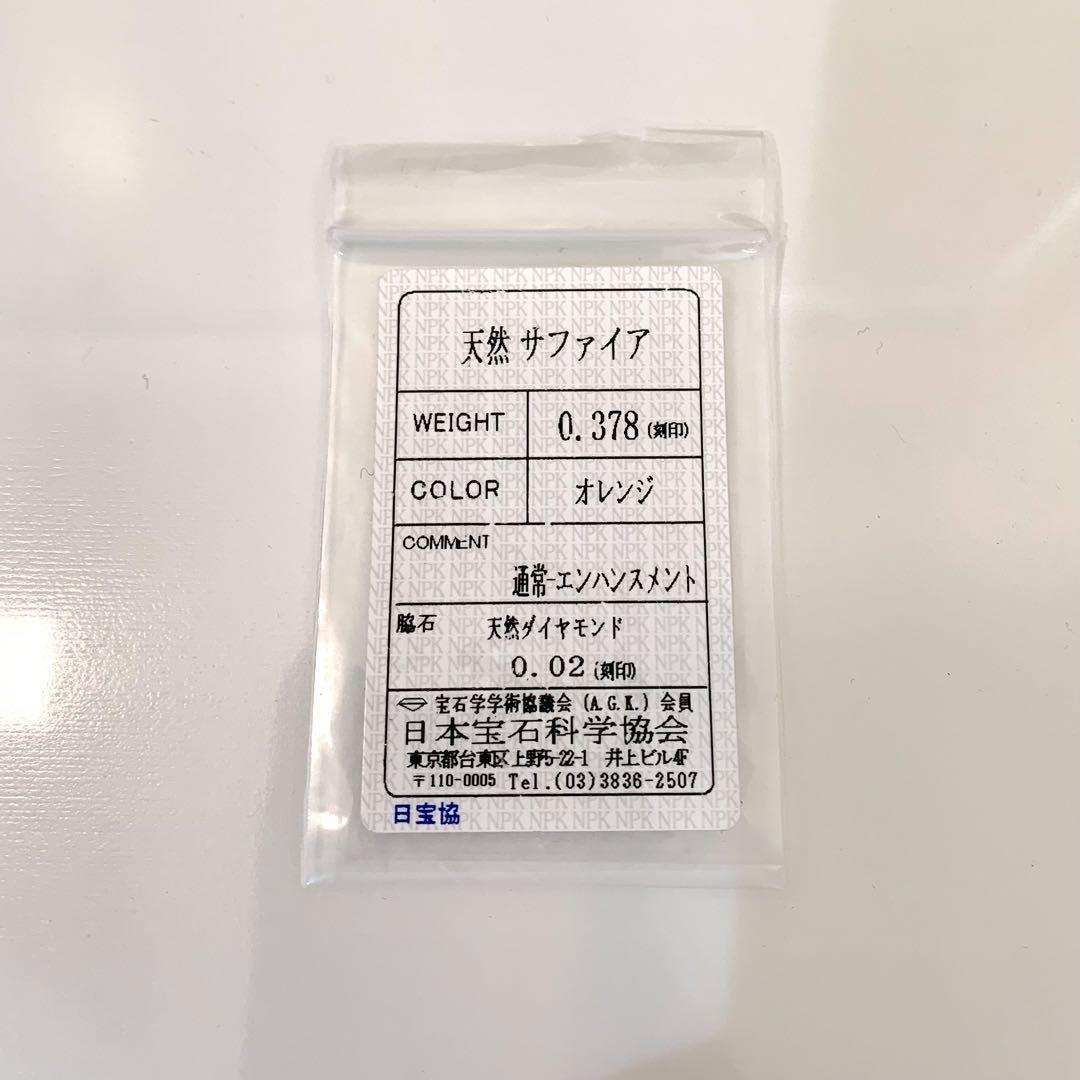 天然 サファイア
WEIGHT 0.378 (刻印)
COLOR オレンジ
COMMENT
通常-エンハンスメント
脇石 天然ダイヤモンド
0.02 (刻印)
宝石学学術協議会 (A.G.K.) 会員
日本宝石科学協会
東京都台東区上野5-22-1 井上ビル4F
〒110-0005 Tel.(03)3836-2507
日宝協